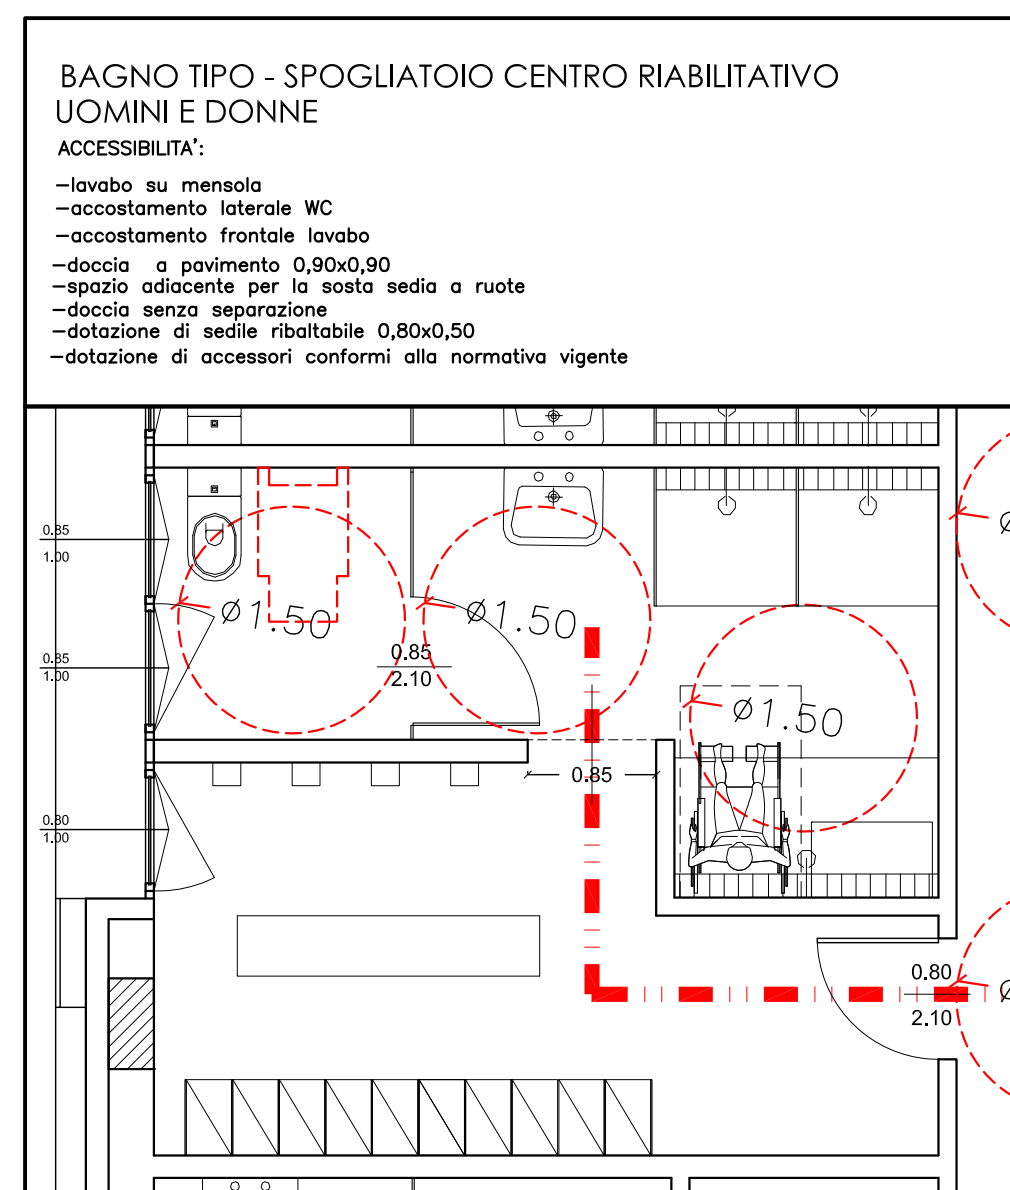 BAGNO TIPO - SPOGLIATOIO CENTRO RIABILITATIVO
UOMINI E DONNE
ACCESSIBILITA':
-lavabo su mensola
-accostamento laterale WC
-accostamento frontale lavabo
-doccia a pavimento 0,90x0,90
-spazio adiacente per la sosta sedia a ruote
-doccia senza separazione
-dotazione di sedile ribaltabile 0,80x0,50
-dotazione di accessori conformi alla normativa vigente
0.85
1.00
Ø
Ø1.50
Ø1.50
0.85
2.10
0.85
1.00
Ø1.50
0.85
0.80
1.00
0.80
2.10
Ø